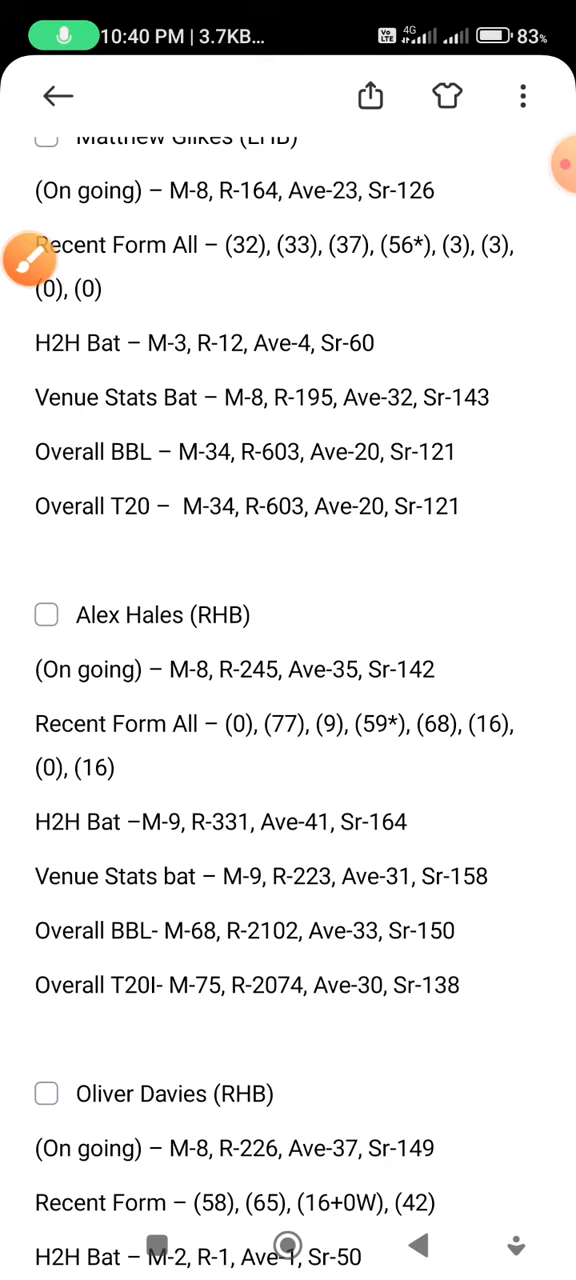 10:40 PM | 3.7KB... Vo LTE 4G 83%
Matthew Gilkes (LHB)
(On going) – M-8, R-164, Ave-23, Sr-126
Recent Form All – (32), (33), (37), (56*), (3), (3),
(0), (0)
H2H Bat – M-3, R-12, Ave-4, Sr-60
Venue Stats Bat – M-8, R-195, Ave-32, Sr-143
Overall BBL – M-34, R-603, Ave-20, Sr-121
Overall T20 – M-34, R-603, Ave-20, Sr-121
Alex Hales (RHB)
(On going) – M-8, R-245, Ave-35, Sr-142
Recent Form All – (0), (77), (9), (59*), (68), (16),
(0), (16)
H2H Bat –M-9, R-331, Ave-41, Sr-164
Venue Stats bat – M-9, R-223, Ave-31, Sr-158
Overall BBL- M-68, R-2102, Ave-33, Sr-150
Overall T20I- M-75, R-2074, Ave-30, Sr-138
Oliver Davies (RHB)
(On going) – M-8, R-226, Ave-37, Sr-149
Recent Form – (58), (65), (16+0W), (42)
H2H Bat – M-2, R-1, Ave-1, Sr-50